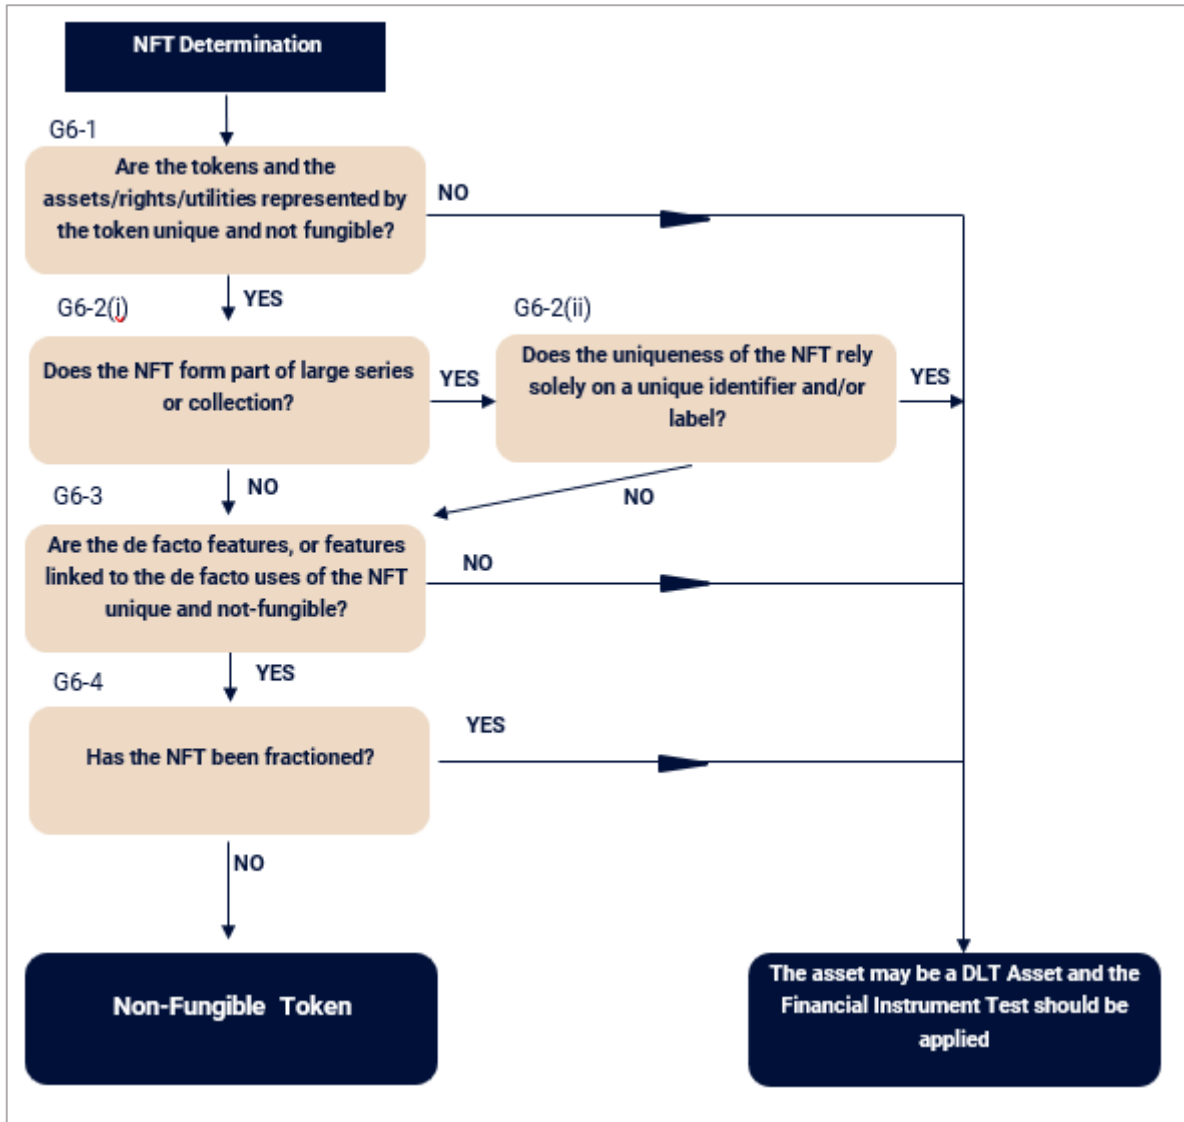 NFT Determination
G6-1
Are the tokens and the
assets/rights/utilities represented by
the token unique and not fungible?
NO
YES
G6-2(i)
G6-2(ii)
Does the NFT form part of large series
or collection?
YES
Does the uniqueness of the NFT rely
solely on a unique identifier and/or
label?
YES
NO
NO
G6-3
Are the de facto features, or features
linked to the de facto uses of the NFT
unique and not-fungible?
NO
YES
G6-4
Has the NFT been fractioned?
YES
NO
Non-Fungible Token
The asset may be a DLT Asset and the
Financial Instrument Test should be
applied